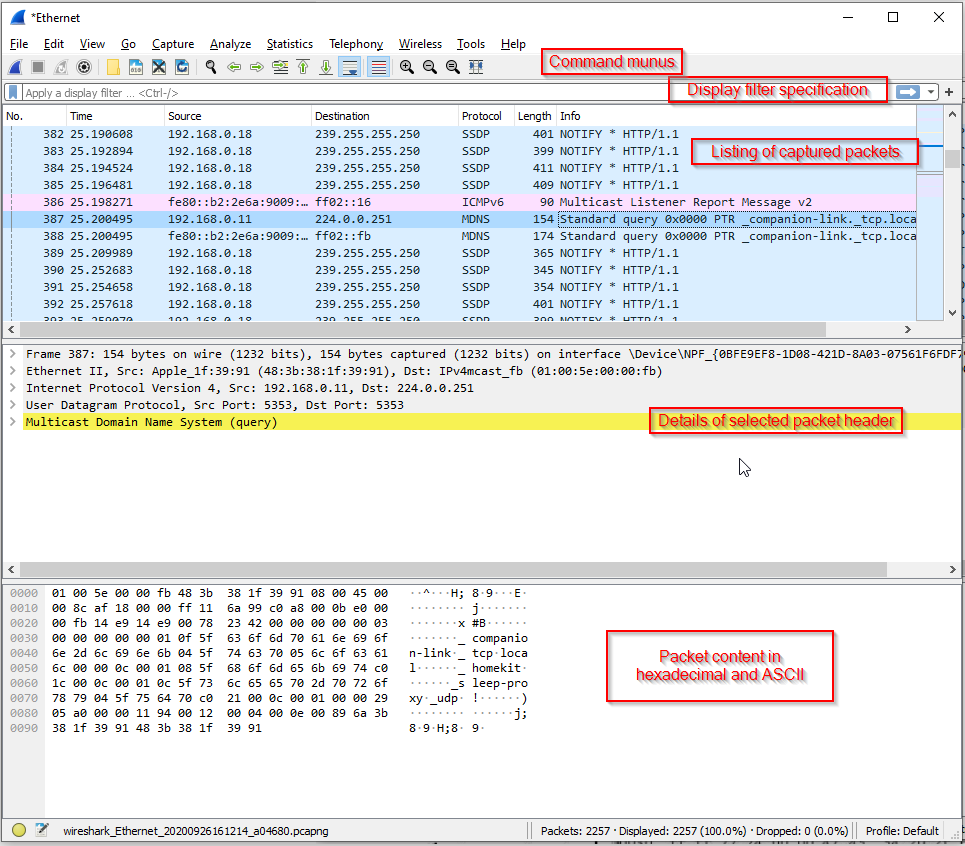 *Ethernet
File Edit View Go Capture Analyze Statistics Telephony Wireless Tools Help
Command munus
Apply a display filter ... <Ctrl-/>
Display filter specification
No. Time Source Destination Protocol Length Info
382 25.190608 192.168.0.18 239.255.255.250 SSDP 401 NOTIFY * HTTP/1.1
383 25.192894 192.168.0.18 239.255.255.250 SSDP 399 NOTIFY * HTTP/1.1
Listing of captured packets
384 25.194524 192.168.0.18 239.255.255.250 SSDP 411 NOTIFY * HTTP/1.1
385 25.196481 192.168.0.18 239.255.255.250 SSDP 409 NOTIFY * HTTP/1.1
386 25.198271 fe80::b2:2e6a:9009:… ff02::16 ICMPv6 90 Multicast Listener Report Message v2
387 25.200495 192.168.0.11 224.0.0.251 MDNS 154 Standard query 0x0000 PTR _companion-link._tcp.loca
388 25.200495 fe80::b2:2e6a:9009:… ff02::fb MDNS 174 Standard query 0x0000 PTR _companion-link._tcp.loca
389 25.209989 192.168.0.18 239.255.255.250 SSDP 365 NOTIFY * HTTP/1.1
390 25.252683 192.168.0.18 239.255.255.250 SSDP 345 NOTIFY * HTTP/1.1
391 25.254658 192.168.0.18 239.255.255.250 SSDP 354 NOTIFY * HTTP/1.1
392 25.257618 192.168.0.18 239.255.255.250 SSDP 401 NOTIFY * HTTP/1.1
393 25.259070 192.168.0.18 239.255.255.250 SSDP 399 NOTIFY * HTTP/1.1
Frame 387: 154 bytes on wire (1232 bits), 154 bytes captured (1232 bits) on interface \Device\NPF_{0BFE9EF8-1D08-421D-8A03-07561F6FDF7
Ethernet II, Src: Apple_1f:39:91 (48:3b:38:1f:39:91), Dst: IPv4mcast_fb (01:00:5e:00:00:fb)
Internet Protocol Version 4, Src: 192.168.0.11, Dst: 224.0.0.251
User Datagram Protocol, Src Port: 5353, Dst Port: 5353
Multicast Domain Name System (query)
Details of selected packet header
0000 01 00 5e 00 00 fb 48 3b 38 1f 39 91 08 00 45 00 ··^···H; 8·9···E·
0010 00 8c af 18 00 00 ff 11 6a 99 c0 a8 00 0b e0 00 ········ j·······
0020 00 fb 14 e9 14 e9 00 78 23 42 00 00 00 00 00 03 ·······x #B······
0030 00 00 00 00 00 01 0f 5f 63 6f 6d 70 61 6e 69 6f ·······_ companio
0040 6e 2d 6c 69 6e 6b 04 5f 74 63 70 05 6c 6f 63 61 n-link·_ tcp·loca
0050 6c 00 00 0c 00 01 08 5f 68 6f 6d 65 6b 69 74 c0 l······_ homekit·
0060 1c 00 0c 00 01 0c 5f 73 6c 65 65 70 2d 70 72 6f ······_s leep-pro
0070 78 79 04 5f 75 64 70 c0 21 00 0c 00 01 00 00 29 xy·_udp· !······)
0080 05 a0 00 00 11 94 00 12 00 04 00 0e 00 89 6a 3b ········ ······j;
0090 38 1f 39 91 48 3b 38 1f 39 91 8·9·H;8· 9·
Packet content in
hexadecimal and ASCII
wireshark_Ethernet_20200926161214_a04680.pcapng Packets: 2257 · Displayed: 2257 (100.0%) · Dropped: 0 (0.0%) Profile: Default